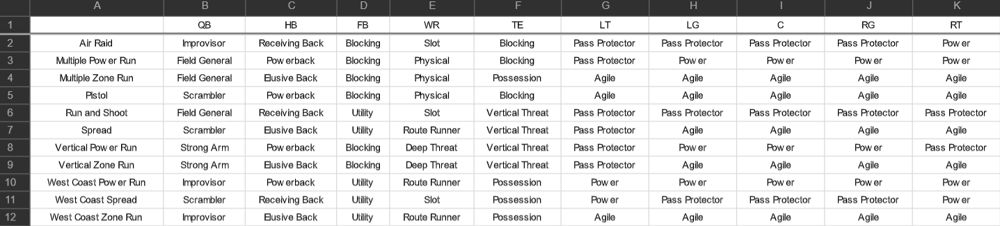 A B C D E F G H I J K
1 QB HB FB WR TE LT LG C RG RT
2 Air Raid Improvisor Receiving Back Blocking Slot Blocking Pass Protector Pass Protector Pass Protector Pass Protector Power
3 Multiple Power Run Field General Powerback Blocking Physical Blocking Pass Protector Power Power Power Power
4 Multiple Zone Run Field General Elusive Back Blocking Physical Possession Agile Agile Agile Agile Agile
5 Pistol Scrambler Powerback Blocking Physical Blocking Agile Agile Agile Agile Agile
6 Run and Shoot Field General Receiving Back Utility Slot Vertical Threat Pass Protector Pass Protector Pass Protector Pass Protector Pass Protector
7 Spread Scrambler Elusive Back Utility Route Runner Vertical Threat Pass Protector Agile Agile Agile Agile
8 Vertical Power Run Strong Arm Powerback Blocking Deep Threat Vertical Threat Pass Protector Power Power Power Pass Protector
9 Vertical Zone Run Strong Arm Elusive Back Blocking Deep Threat Vertical Threat Pass Protector Agile Agile Agile Agile
10 West Coast Power Run Improvisor Powerback Utility Route Runner Possession Power Power Power Power Power
11 West Coast Spread Scrambler Receiving Back Utility Slot Possession Power Pass Protector Pass Protector Pass Protector Power
12 West Coast Zone Run Improvisor Elusive Back Utility Route Runner Possession Agile Agile Agile Agile Agile